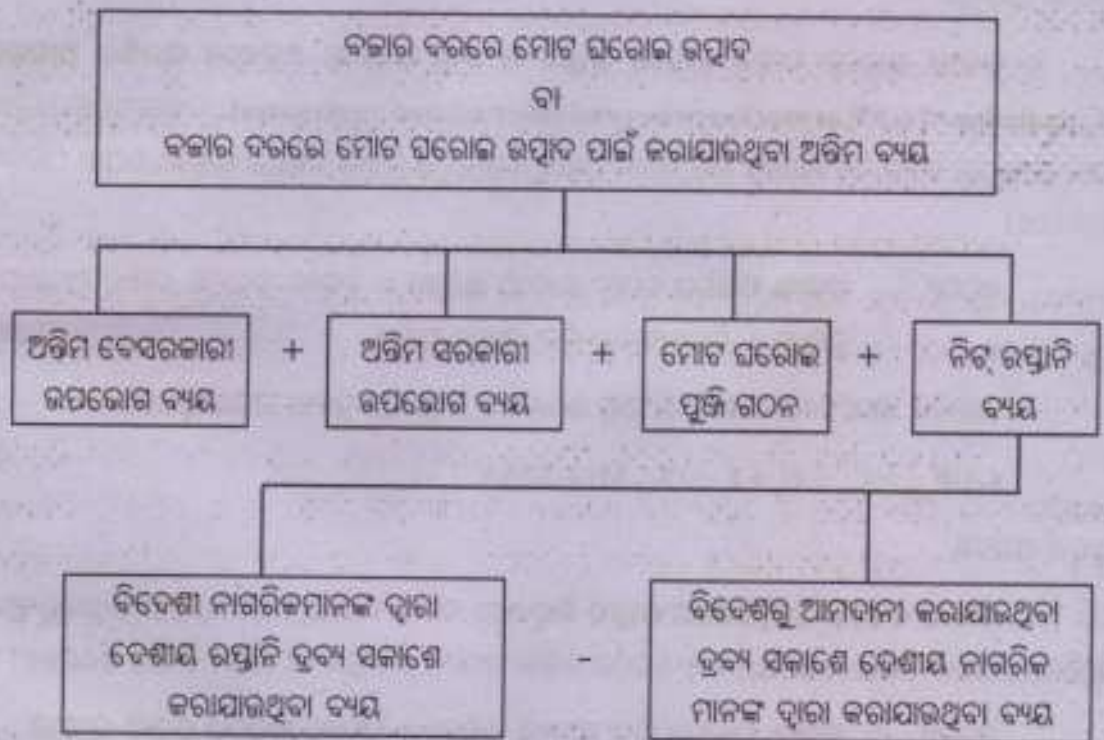 ବଜାର ଦରରେ ମୋଟ ଘରୋଇ ଉତ୍ପାଦ
ବା
ବଜାର ଦରରେ ମୋଟ ଘରୋଇ ଉତ୍ପାଦ ପାଇଁ କରାଯାଉଥିବା ଅନ୍ତିମ ବ୍ୟୟ
ଅନ୍ତିମ ବେସରକାରୀ
ଉପଭୋଗ ବ୍ୟୟ
+
ଅନ୍ତିମ ସରକାରୀ
ଉପଭୋଗ ବ୍ୟୟ
+
ମୋଟ ଘରୋଇ
ପୁଞ୍ଜି ଗଠନ
+
ନିଟ୍ ରପ୍ତାନି
ବ୍ୟୟ
ବିଦେଶୀ ନାଗରିକମାନଙ୍କ ଦ୍ୱାରା
ଦେଶୀୟ ରପ୍ତାନି ଦ୍ରବ୍ୟ ସକାଶେ
କରାଯାଉଥିବା ବ୍ୟୟ
-
ବିଦେଶରୁ ଆମଦାନୀ କରାଯାଉଥିବା
ଦ୍ରବ୍ୟ ସକାଶେ ଦେଶୀୟ ନାଗରିକ
ମାନଙ୍କ ଦ୍ୱାରା କରାଯାଉଥିବା ବ୍ୟୟ